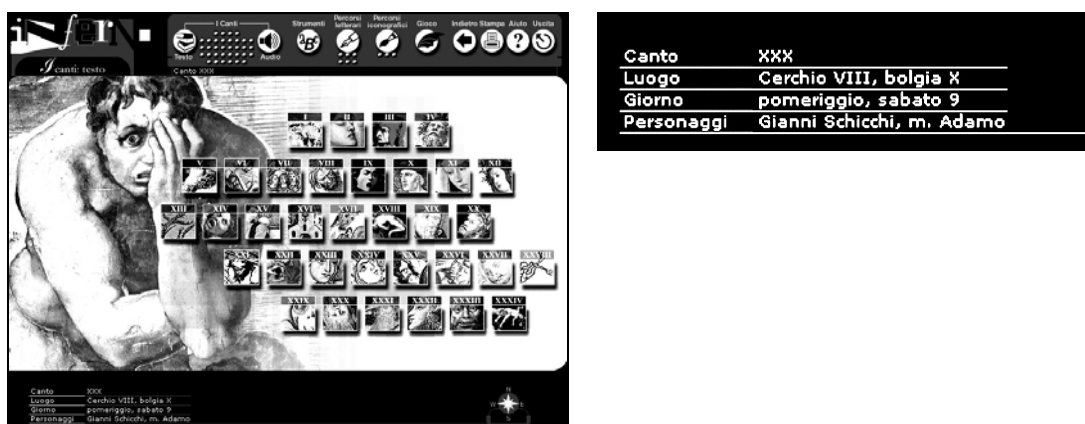 inferN.
I canti: testo
I Canti
Testo
Audio
Strumenti
Percorsi letterari
Percorsi iconografici
Gioco
Indietro Stampa Aiuto Uscita
aBc
?
Canto XXX
I II III IV
V VI VII VIII IX X XI XII
XIII XIV XV XVI XVII XVIII XIX XX
XXI XXII XXIII XXIV XXV XXVI XXVII XXVIII
XXIX XXX XXXI XXXII XXXIII XXXIV
Canto XXX
Luogo Cerchio VIII, bolgia X
Giorno pomeriggio, sabato 9
Personaggi Gianni Schicchi, m. Adamo
N
W E
S
Canto XXX
Luogo Cerchio VIII, bolgia X
Giorno pomeriggio, sabato 9
Personaggi Gianni Schicchi, m. Adamo